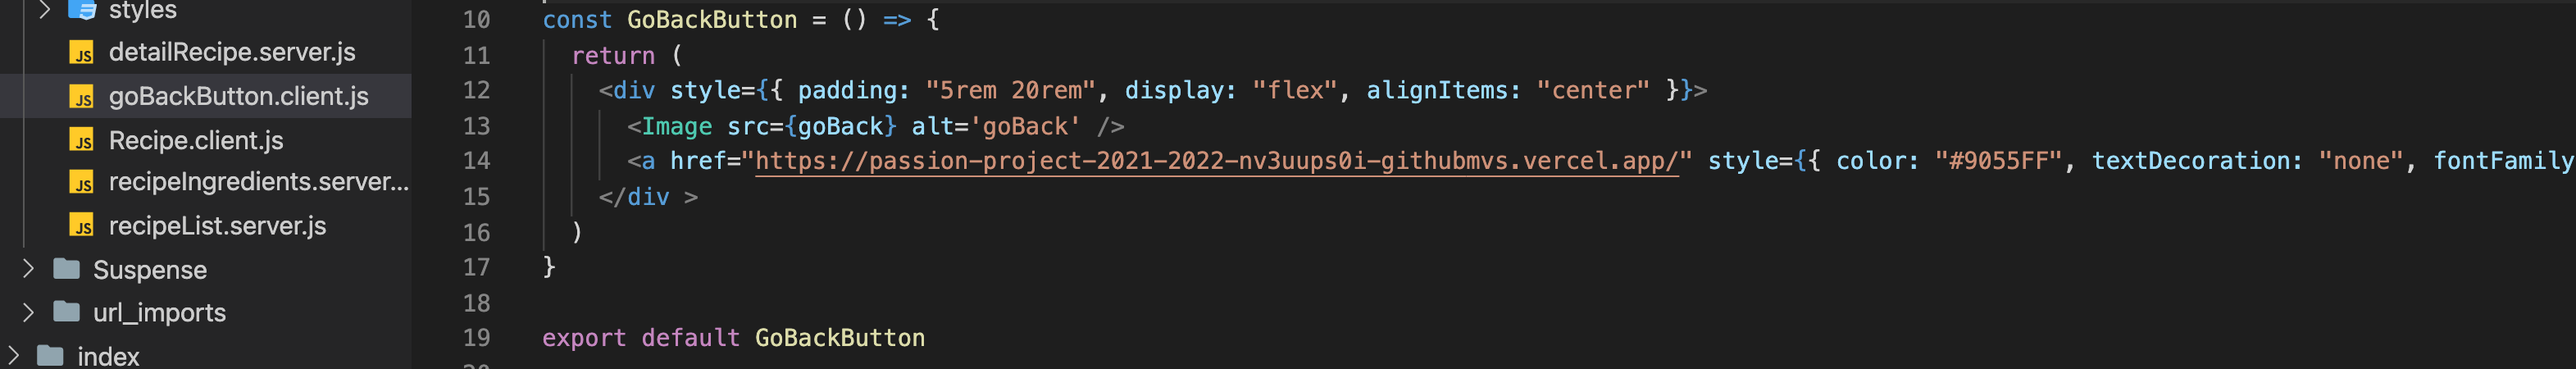 styles
detailRecipe.server.js
goBackButton.client.js
Recipe.client.js
recipeIngredients.server...
recipeList.server.js
Suspense
url_imports
index
10 const GoBackButton = () => {
11 return (
12 <div style={{ padding: "5rem 20rem", display: "flex", alignItems: "center" }}>
13 <Image src={goBack} alt='goBack' />
14 <a href="https://passion-project-2021-2022-nv3uups0i-githubmvs.vercel.app/" style={{ color: "#9055FF", textDecoration: "none", fontFamily
15 </div >
16 )
17 }
18
19 export default GoBackButton